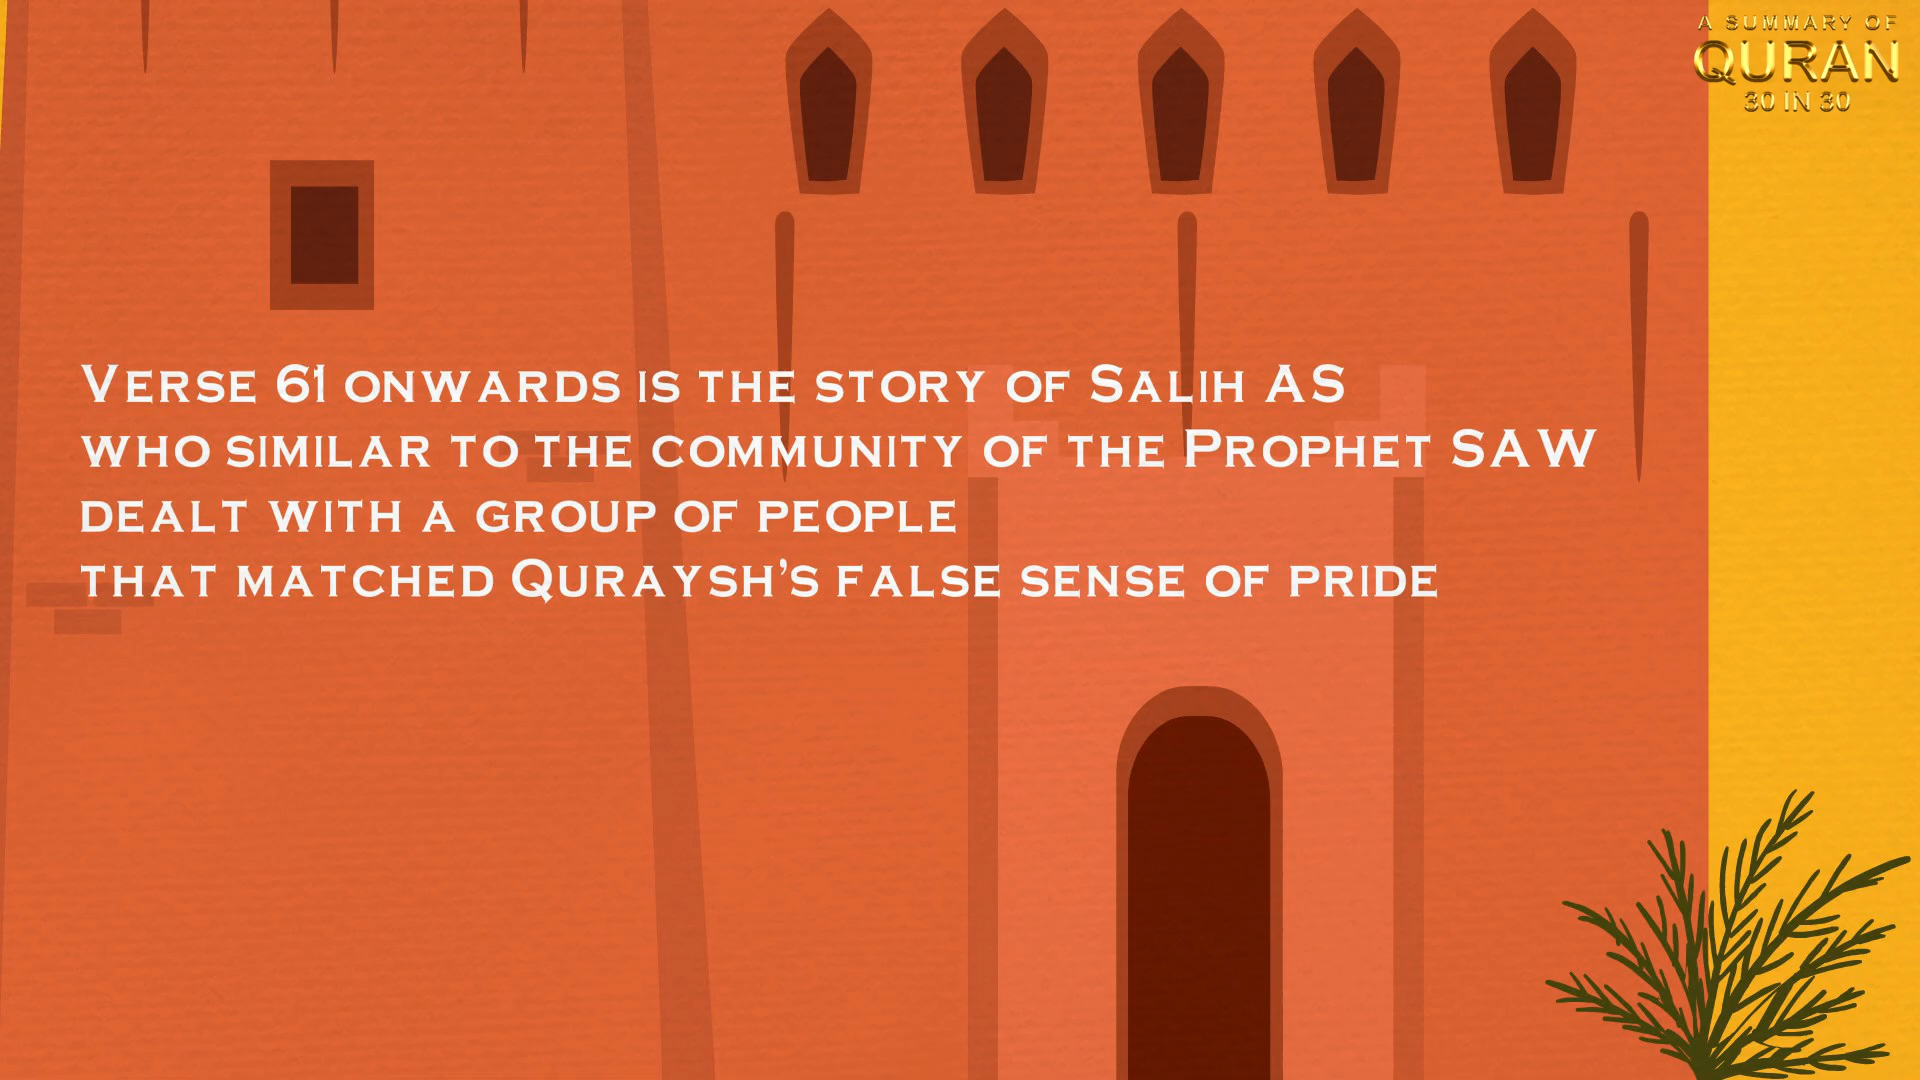 A SUMMARY OF
QURAN
30 IN 30
Verse 61 onwards is the story of Salih AS
who similar to the community of the Prophet SAW
dealt with a group of people
that matched Quraysh's false sense of pride